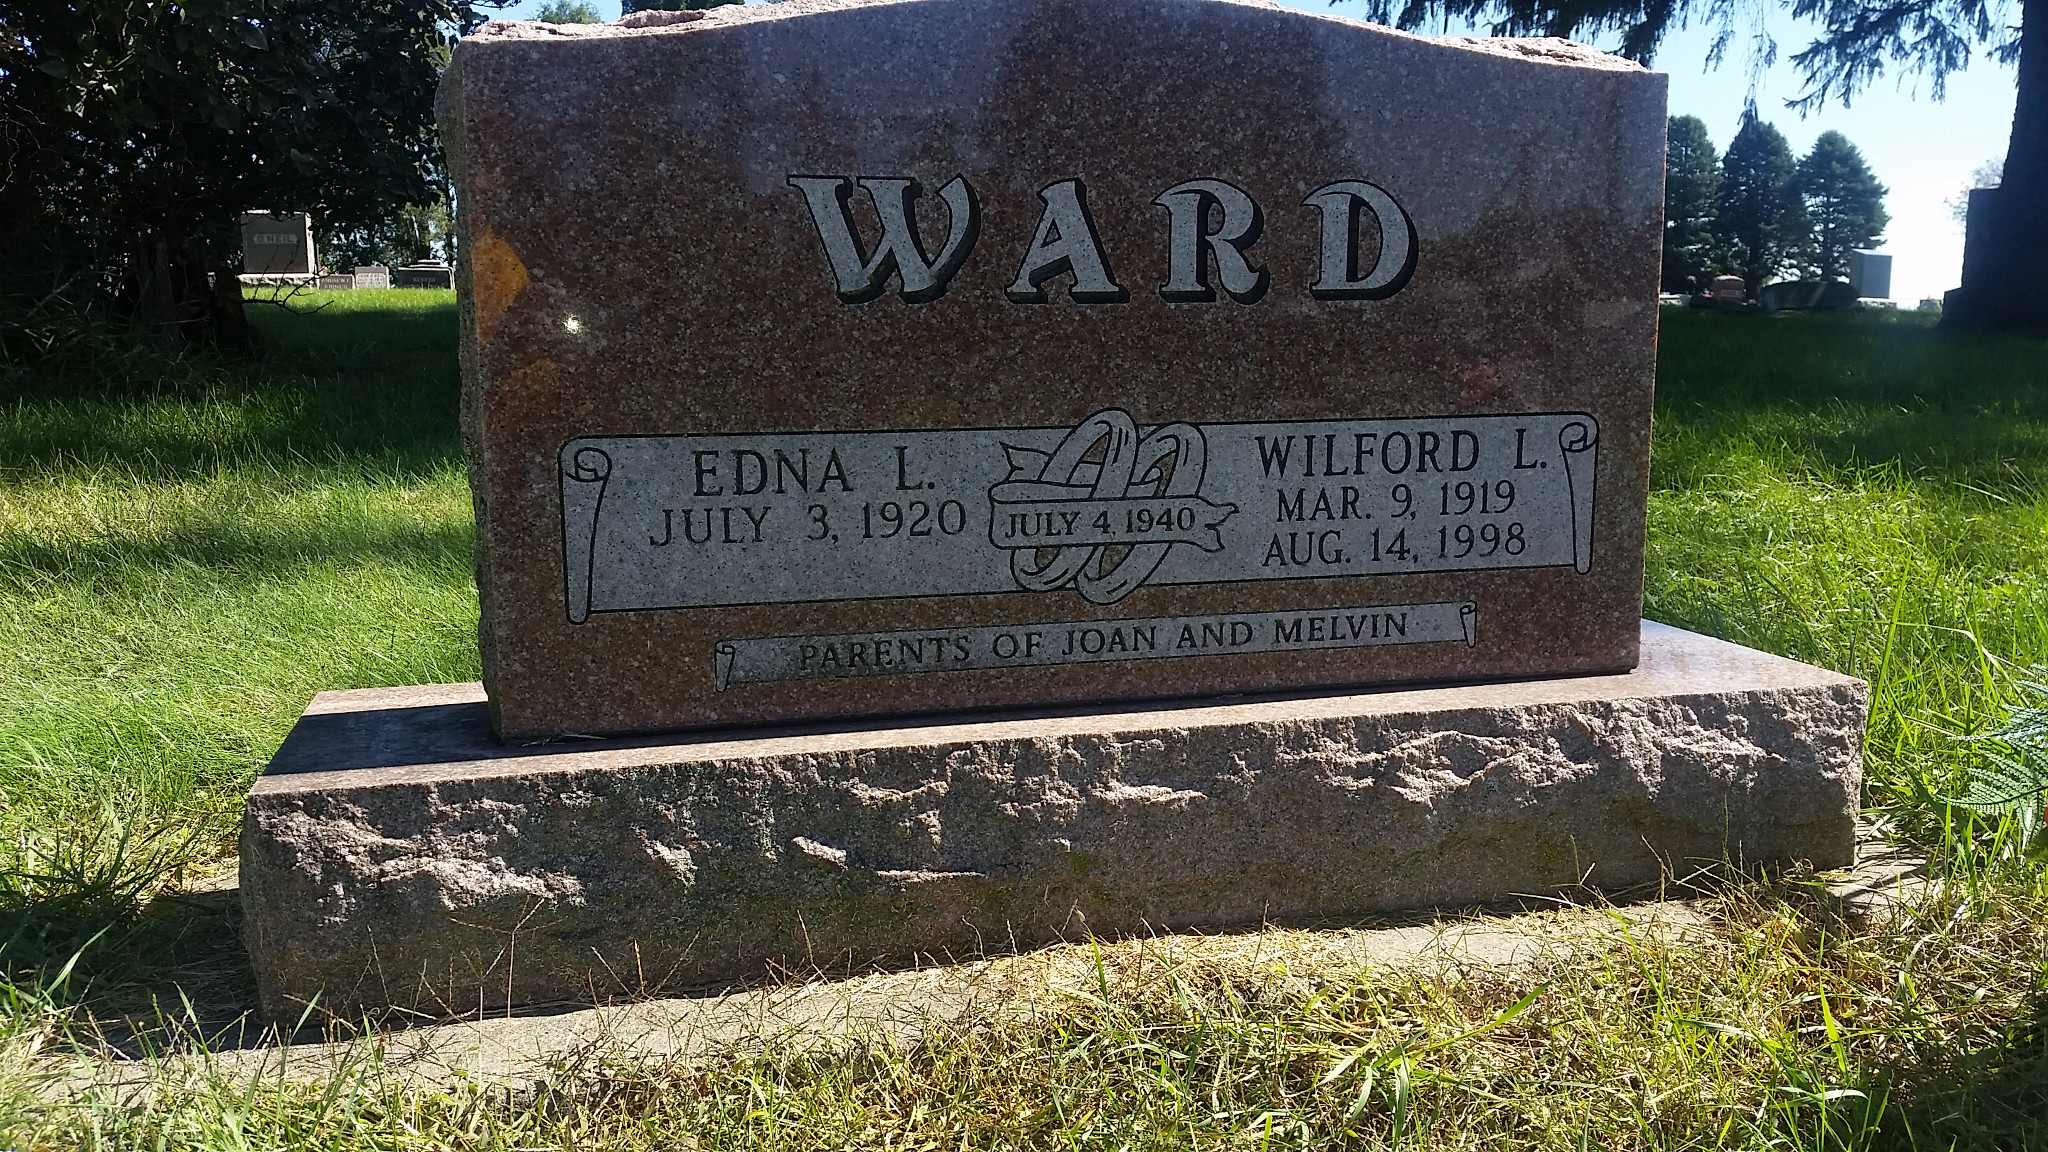 WARD
EDNA L.
JULY 3, 1920
JULY 4, 1940
WILFORD L.
MAR. 9, 1919
AUG. 14, 1998
PARENTS OF JOAN AND MELVIN
O'NEIL